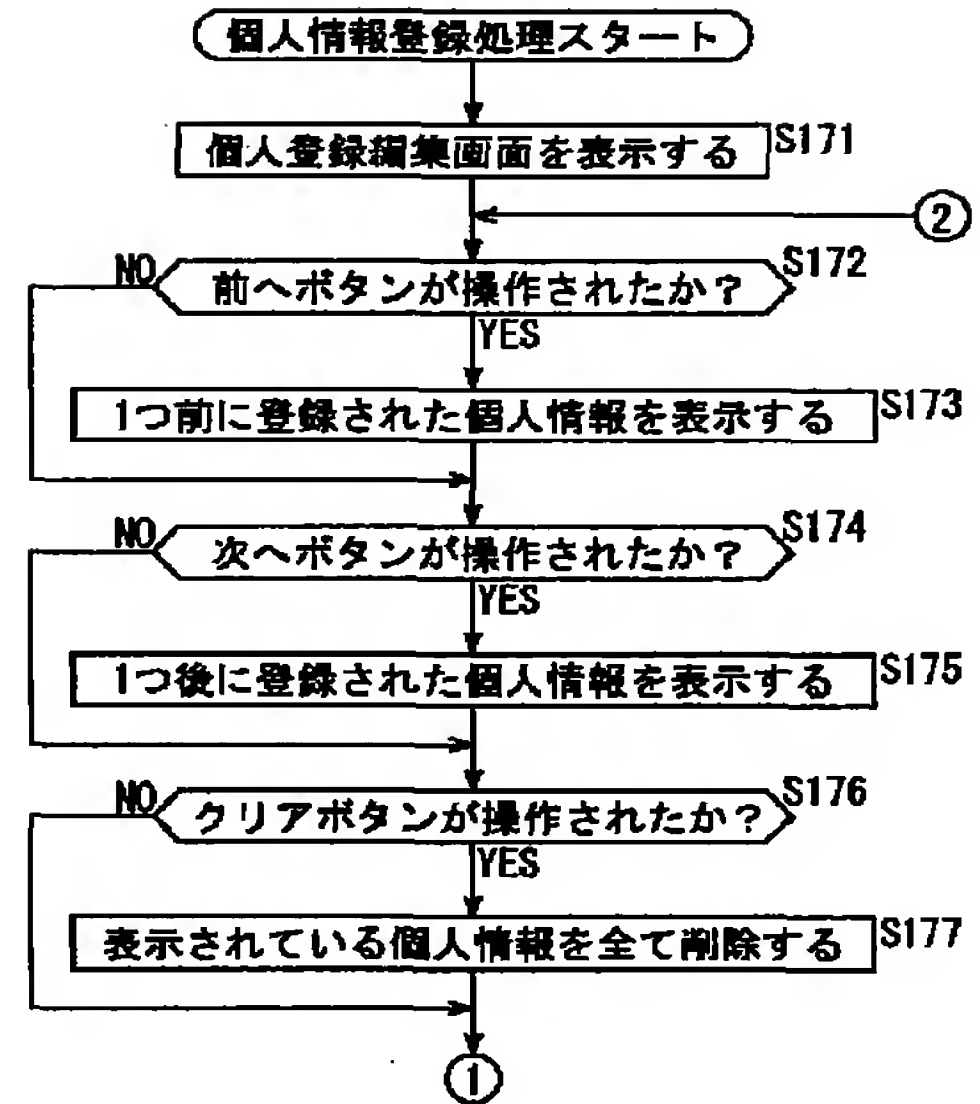 個人情報登録処理スタート
個人登録編集画面を表示する S171
②
NO 前へボタンが操作されたか? S172
YES
1つ前に登録された個人情報を表示する S173
NO 次へボタンが操作されたか? S174
YES
1つ後に登録された個人情報を表示する S175
NO クリアボタンが操作されたか? S176
YES
表示されている個人情報を全て削除する S177
①